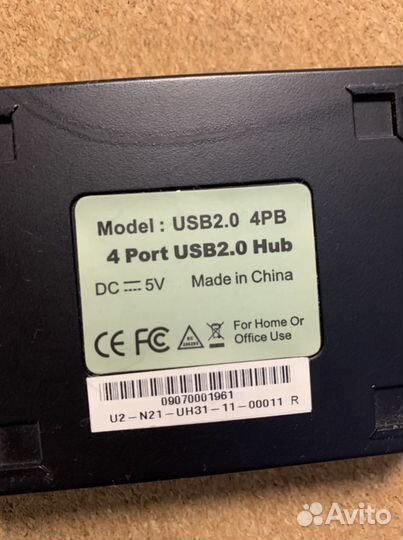 Model : USB2.0 4PB
4 Port USB2.0 Hub
DC ⎓ 5V Made in China
CE FC For Home Or
Office Use
09070001961
U2-N21-UH31-11-00011 R
Avito